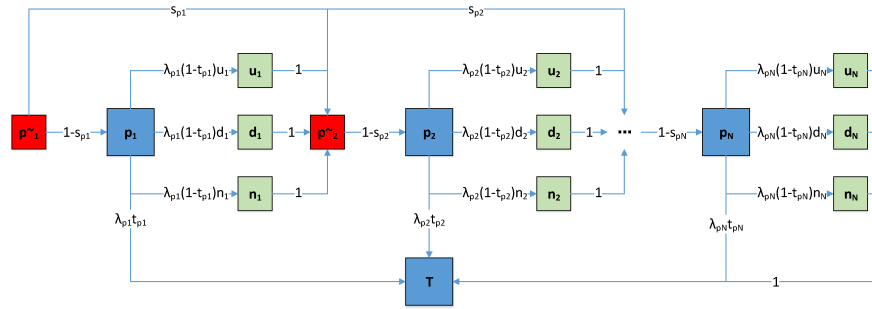 s_p1 s_p2
λ_p1(1-t_p1)u_1 u_1 1 λ_p2(1-t_p2)u_2 u_2 1 λ_pN(1-t_pN)u_N u_N
p~_1 1-s_p1 p_1 λ_p1(1-t_p1)d_1 d_1 1 p~_2 1-s_p2 p_2 λ_p2(1-t_p2)d_2 d_2 1 ... 1-s_pN p_N λ_pN(1-t_pN)d_N d_N
λ_p1(1-t_p1)n_1 n_1 1 λ_p2(1-t_p2)n_2 n_2 1 λ_pN(1-t_pN)n_N n_N
λ_p1t_p1 λ_p2t_p2 λ_pNt_pN
T 1